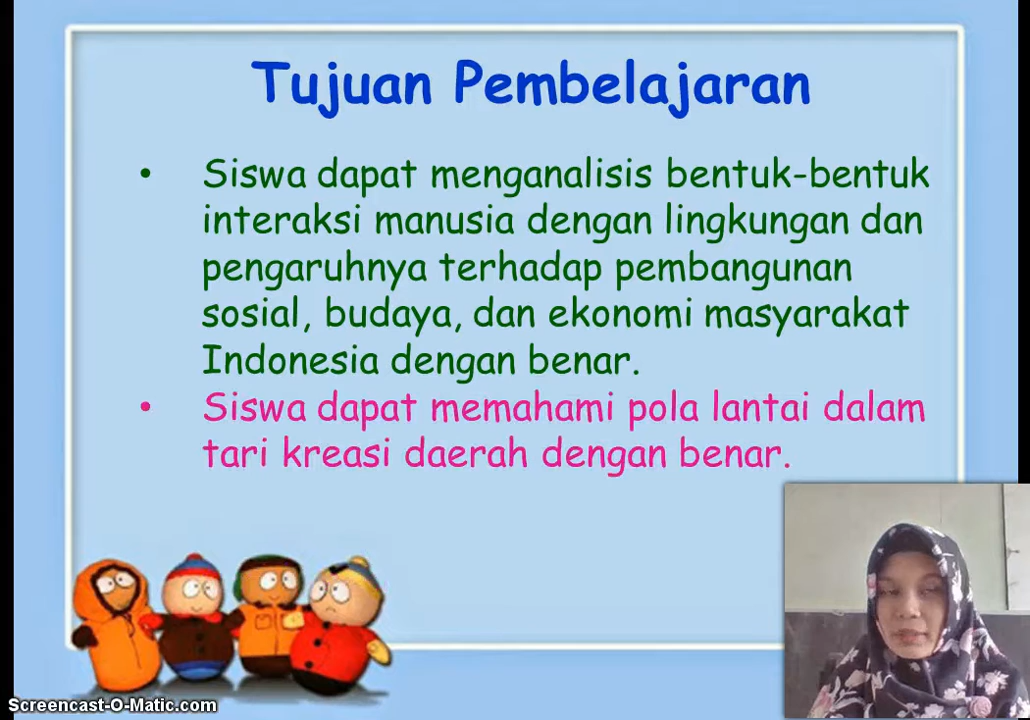 Tujuan Pembelajaran
• Siswa dapat menganalisis bentuk-bentuk
interaksi manusia dengan lingkungan dan
pengaruhnya terhadap pembangunan
sosial, budaya, dan ekonomi masyarakat
Indonesia dengan benar.
• Siswa dapat memahami pola lantai dalam
tari kreasi daerah dengan benar.
Screencast-O-Matic.com